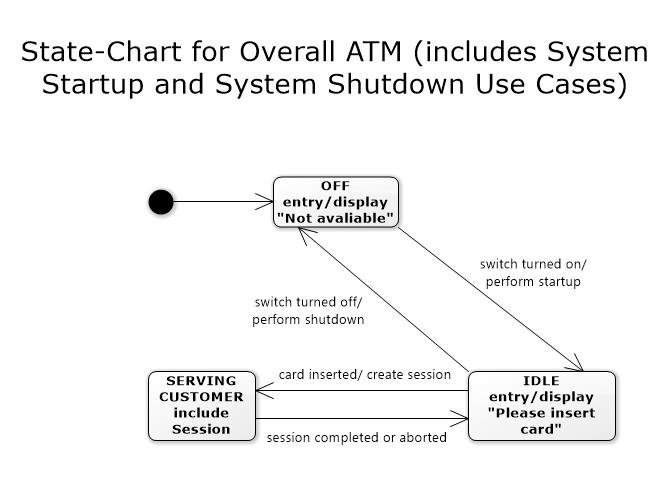 State-Chart for Overall ATM (includes System
Startup and System Shutdown Use Cases)
OFF
entry/display
"Not avaliable"
switch turned on/
perform startup
switch turned off/
perform shutdown
card inserted/ create session
SERVING
CUSTOMER
include
Session
IDLE
entry/display
"Please insert
card"
session completed or aborted